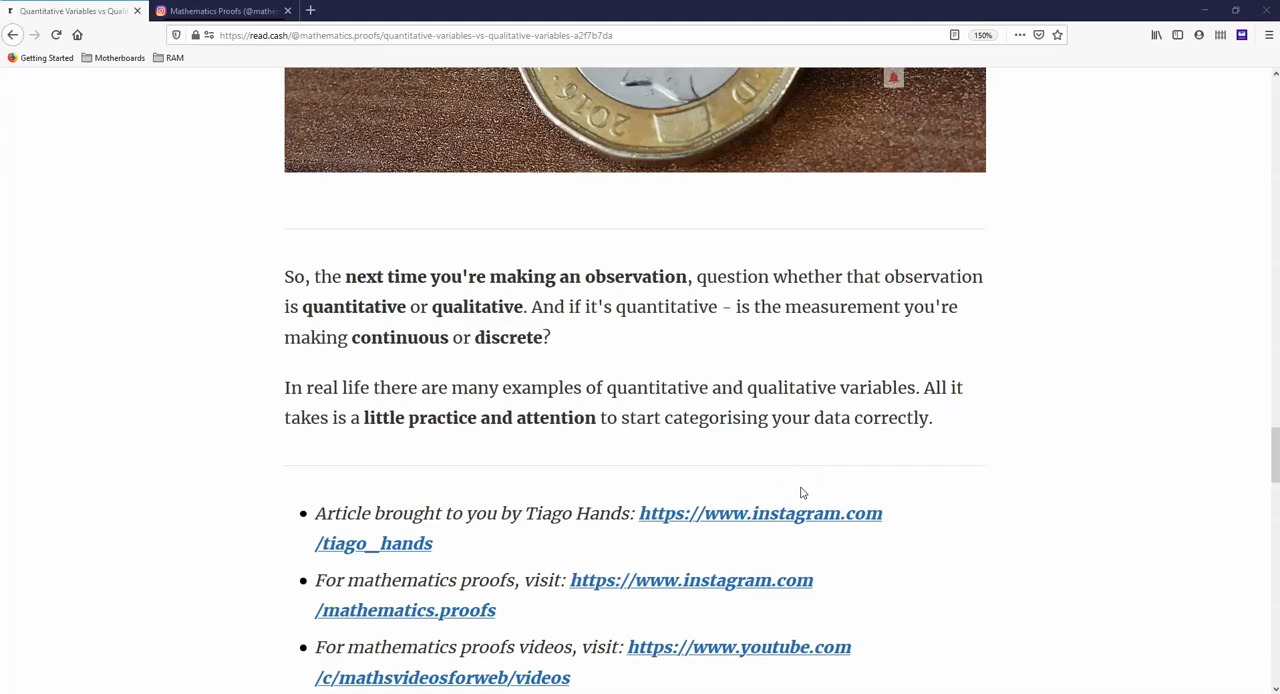 Quantitative Variables vs Quali
Mathematics Proofs (@mathe
https://read.cash/@mathematics.proofs/quantitative-variables-vs-qualitative-variables-a2f7b7da
150%
Getting Started
Motherboards
RAM
2016
D
So, the next time you're making an observation, question whether that observation
is quantitative or qualitative. And if it's quantitative - is the measurement you're
making continuous or discrete?
In real life there are many examples of quantitative and qualitative variables. All it
takes is a little practice and attention to start categorising your data correctly.
Article brought to you by Tiago Hands: https://www.instagram.com
/tiago_hands
For mathematics proofs, visit: https://www.instagram.com
/mathematics.proofs
For mathematics proofs videos, visit: https://www.youtube.com
/c/mathsvideosforweb/videos